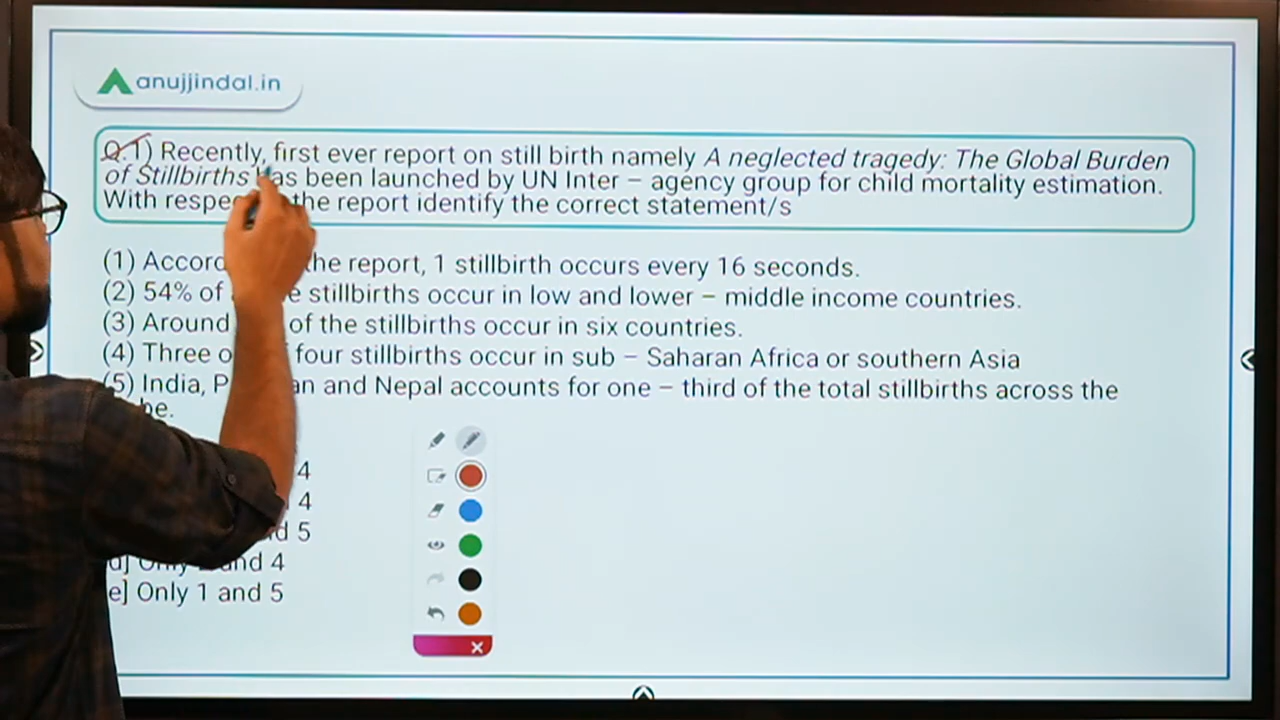 anujjindal.in
Q.1) Recently, first ever report on still birth namely A neglected tragedy: The Global Burden
of Stillbirths has been launched by UN Inter – agency group for child mortality estimation.
With the report identify the correct statement/s
(1) the report, 1 stillbirth occurs every 16 seconds.
(2) 54% of stillbirths occur in low and lower – middle income countries.
(3) Around of the stillbirths occur in six countries.
(4) Three four stillbirths occur in sub – Saharan Africa or southern Asia
(5) India, and Nepal accounts for one – third of the total stillbirths across the
4
4
5
d] Only and 4
e] Only 1 and 5